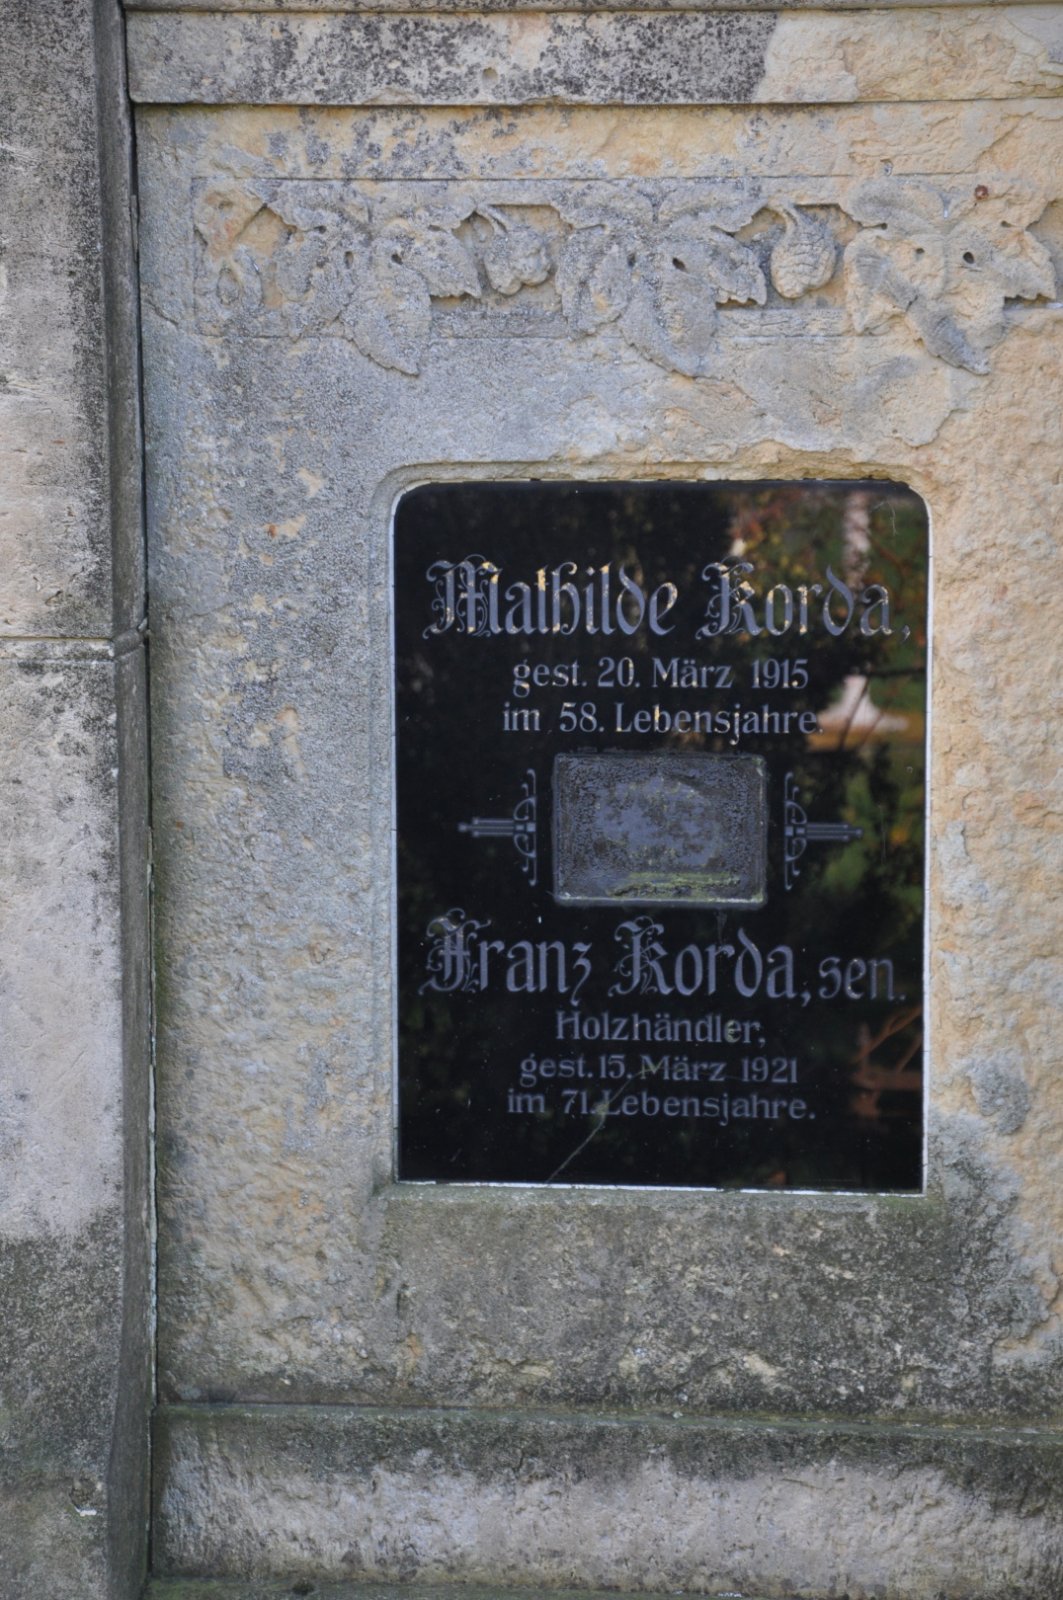 Mathilde Korda,
gest. 20. März 1915
im 58. Lebensjahre.
Franz Korda, sen.
Holzhändler,
gest. 15. März 1921
im 71. Lebensjahre.